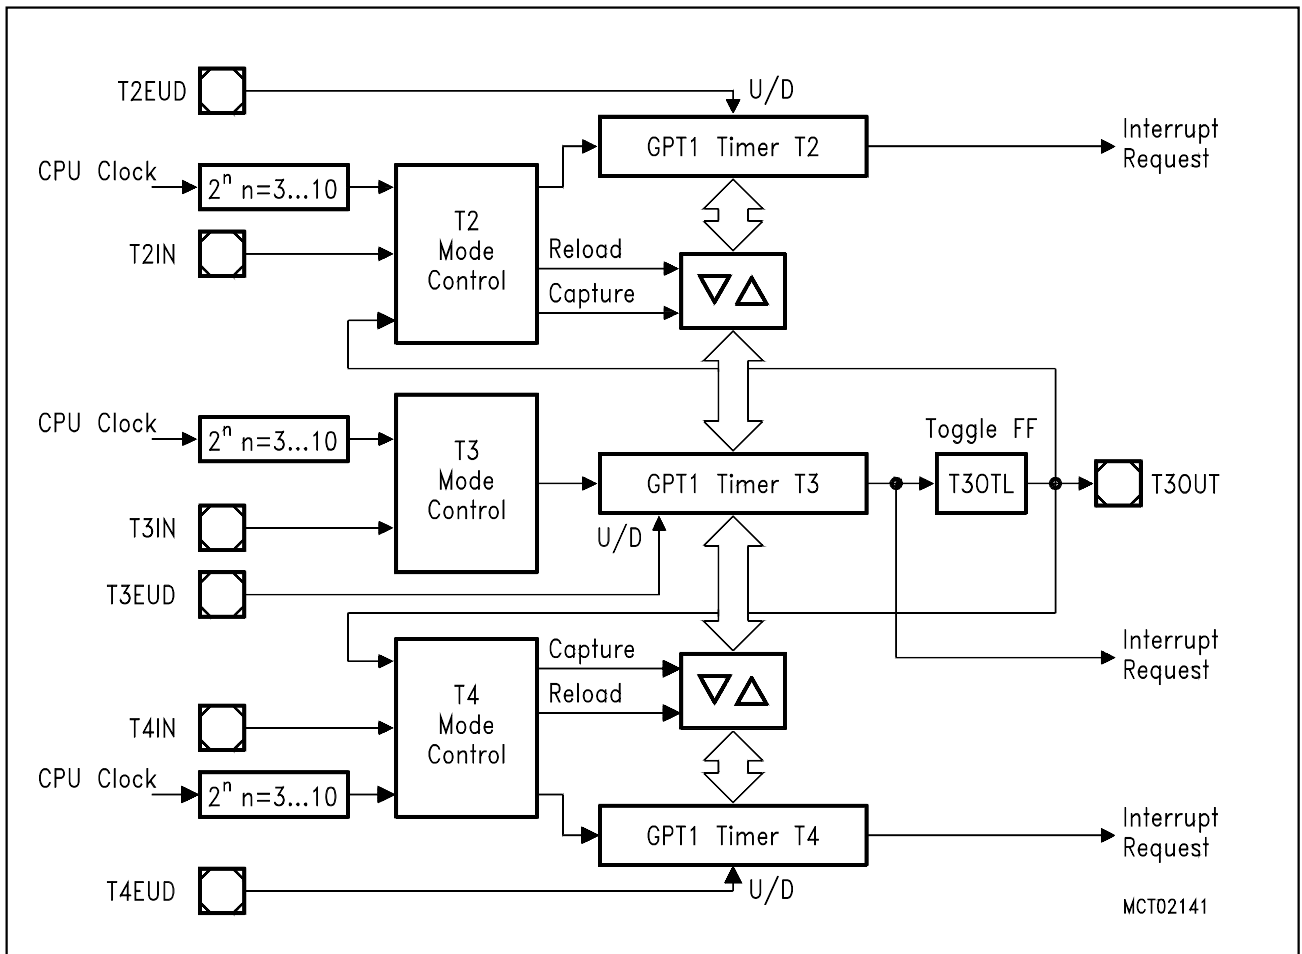 T2EUD
U/D
GPT1 Timer T2
Interrupt
Request
CPU Clock
2ⁿ n=3...10
T2
Mode
Control
T2IN
Reload
Capture
CPU Clock
2ⁿ n=3...10
T3
Mode
Control
Toggle FF
GPT1 Timer T3
T3OTL
T3OUT
T3IN
U/D
T3EUD
Interrupt
Request
Capture
Reload
T4
Mode
Control
T4IN
CPU Clock
2ⁿ n=3...10
GPT1 Timer T4
Interrupt
Request
T4EUD
U/D
MCT02141